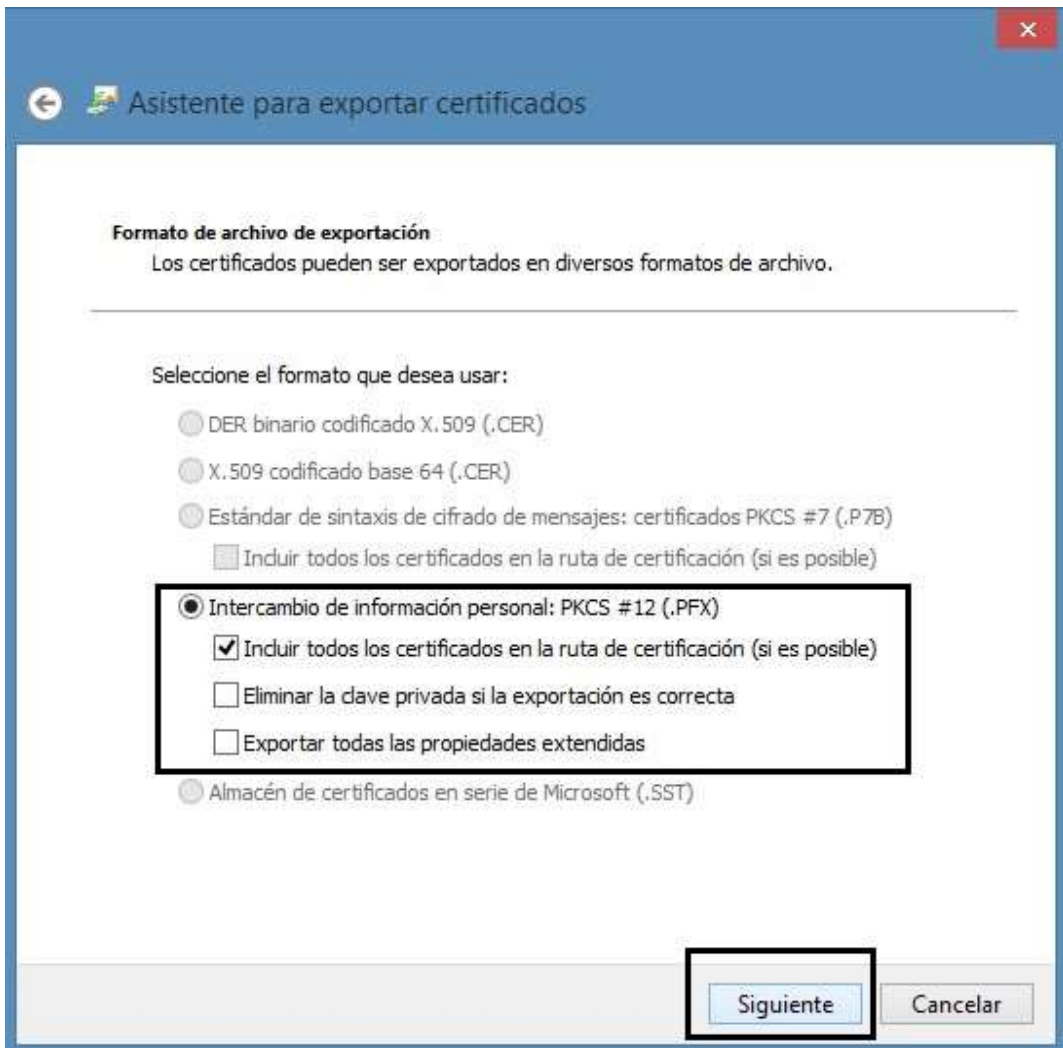 Asistente para exportar certificados
Formato de archivo de exportación
Los certificados pueden ser exportados en diversos formatos de archivo.
Seleccione el formato que desea usar:
DER binario codificado X.509 (.CER)
X.509 codificado base 64 (.CER)
Estándar de sintaxis de cifrado de mensajes: certificados PKCS #7 (.P7B)
Incluir todos los certificados en la ruta de certificación (si es posible)
Intercambio de información personal: PKCS #12 (.PFX)
Incluir todos los certificados en la ruta de certificación (si es posible)
Eliminar la clave privada si la exportación es correcta
Exportar todas las propiedades extendidas
Almacén de certificados en serie de Microsoft (.SST)
Siguiente Cancelar